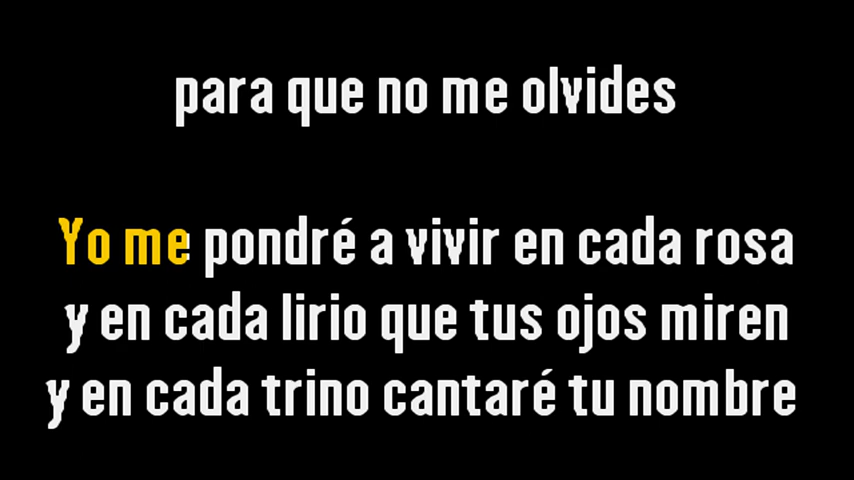 para que no me olvides
Yo me pondré a vivir en cada rosa
y en cada lirio que tus ojos miren
y en cada trino cantaré tu nombre